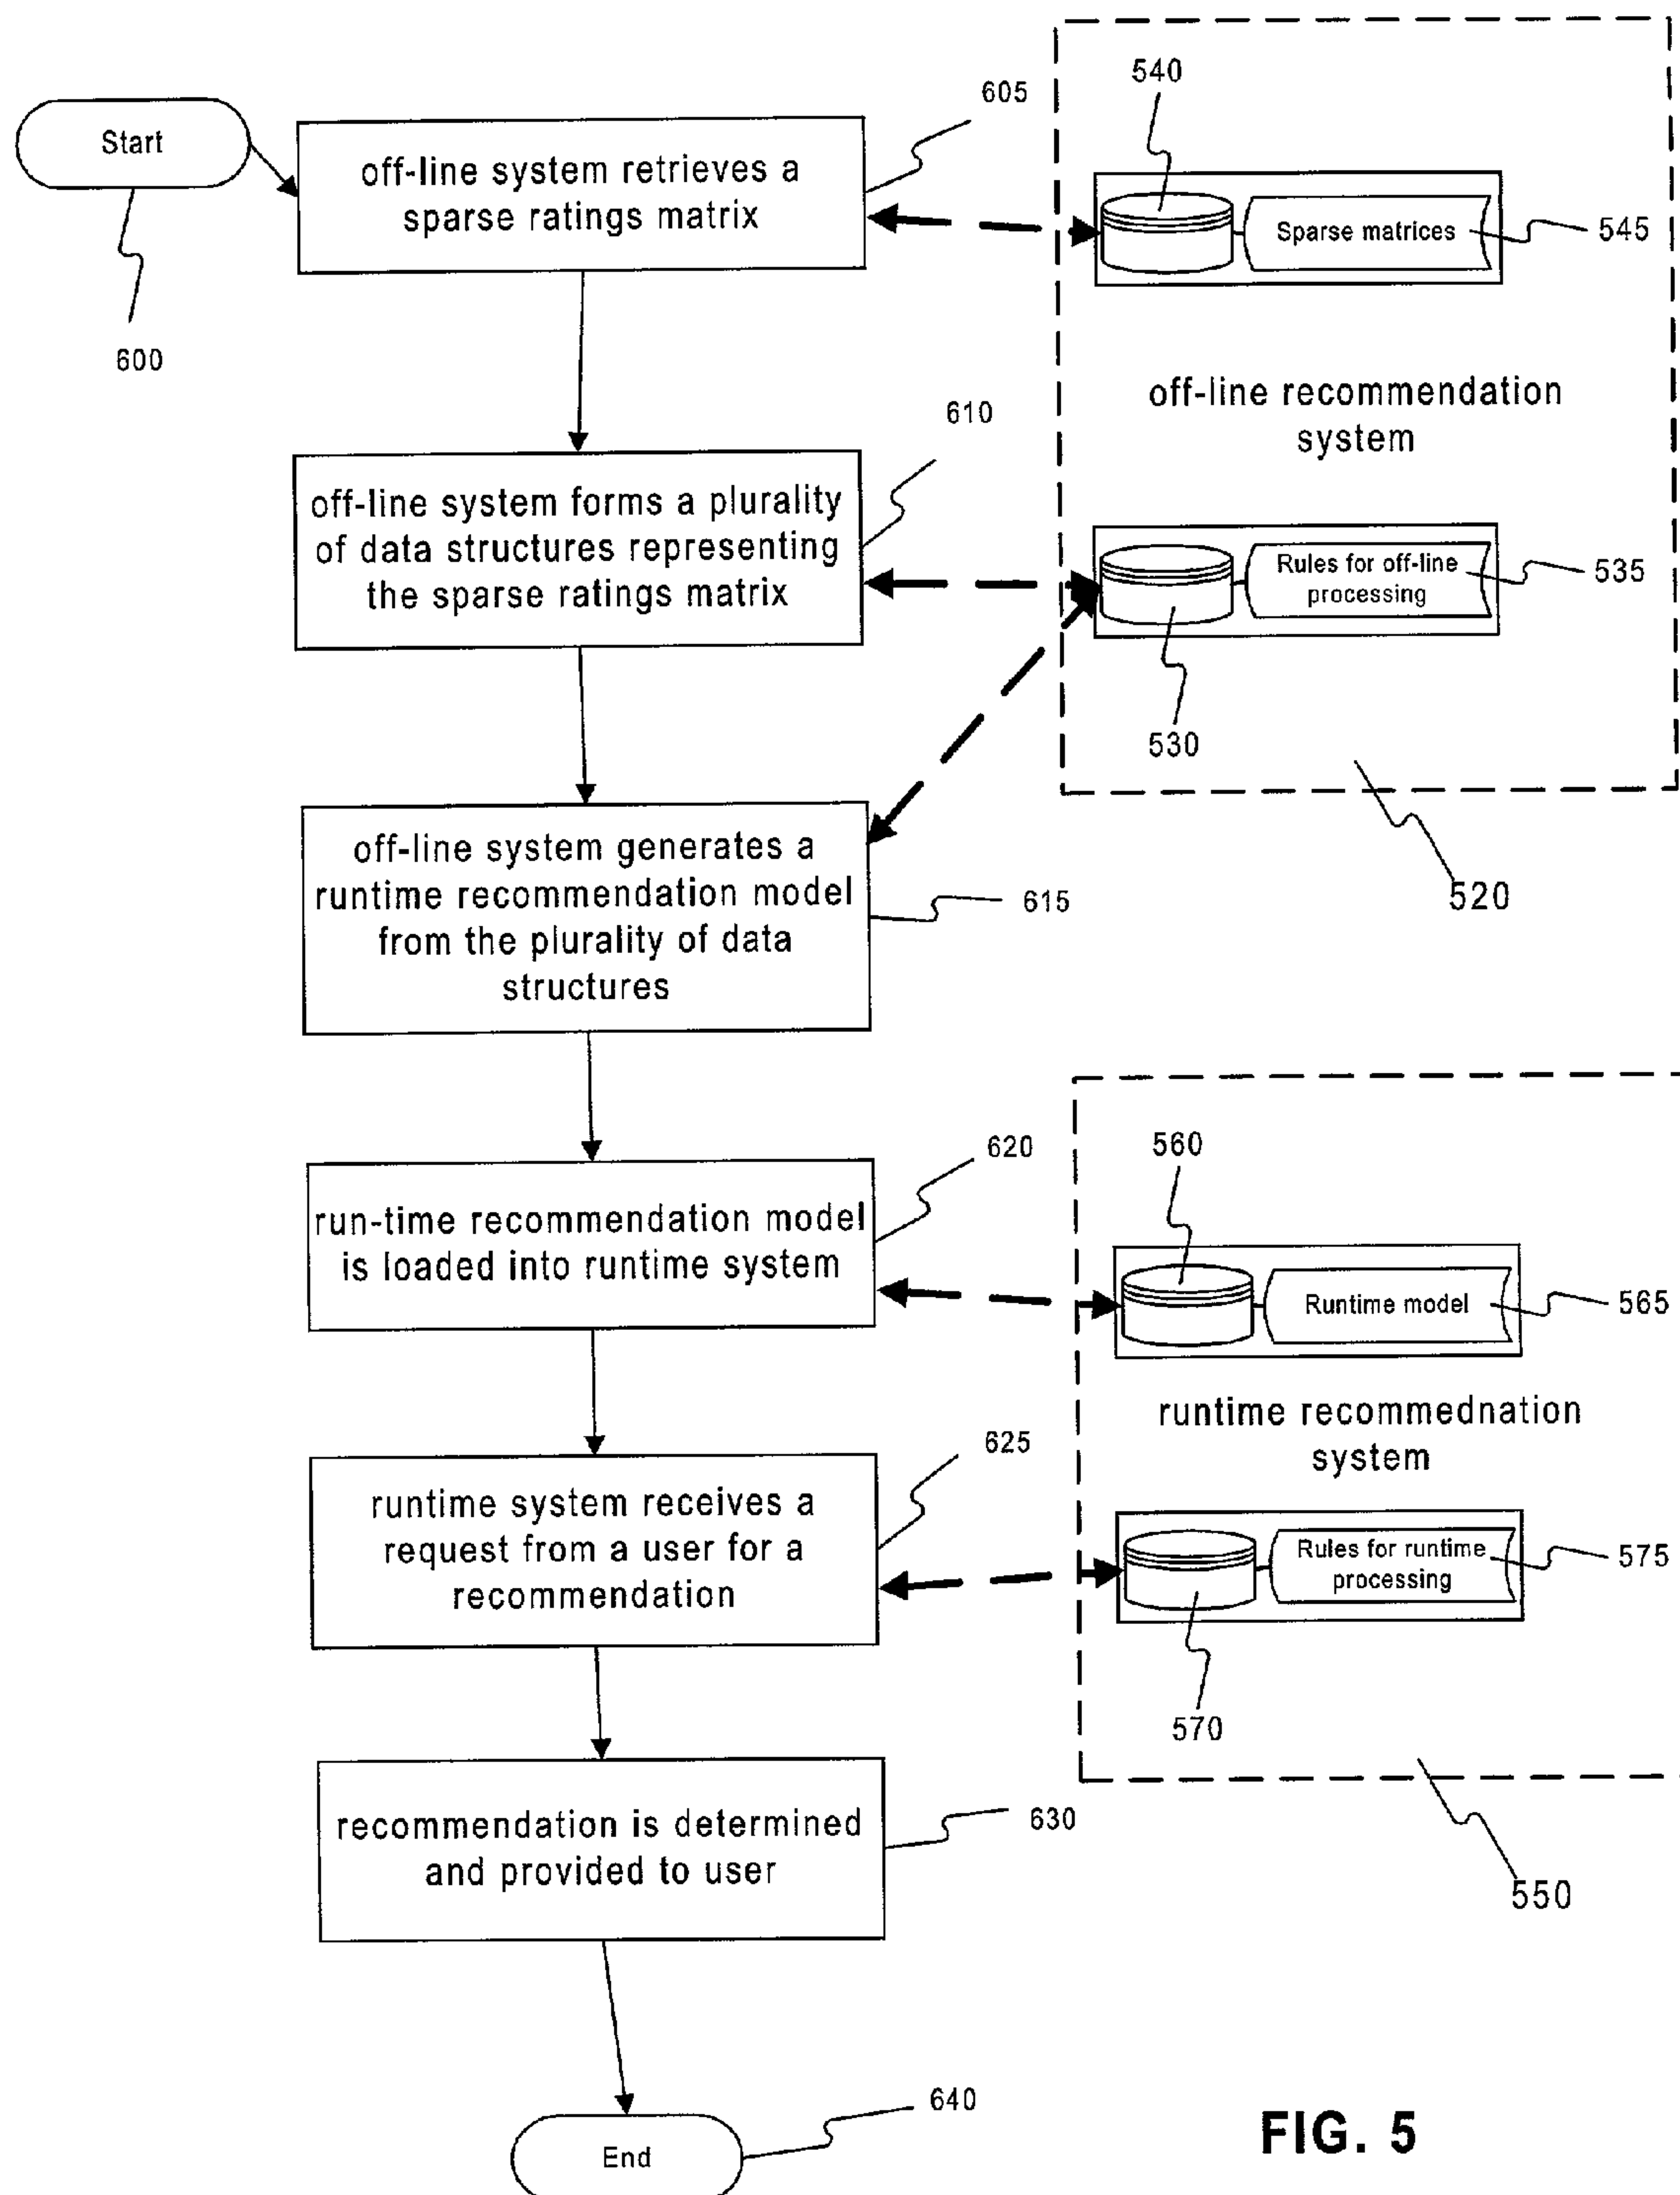 Start
600
605
off-line system retrieves a
sparse ratings matrix
540
Sparse matrices
545
off-line recommendation
system
610
off-line system forms a plurality
of data structures representing
the sparse ratings matrix
Rules for off-line
processing
535
530
520
off-line system generates a
runtime recommendation model
from the plurality of data
structures
615
620
run-time recommendation model
is loaded into runtime system
560
Runtime model
565
runtime recommednation
system
625
runtime system receives a
request from a user for a
recommendation
Rules for runtime
processing
575
570
550
recommendation is determined
and provided to user
630
640
End
FIG. 5